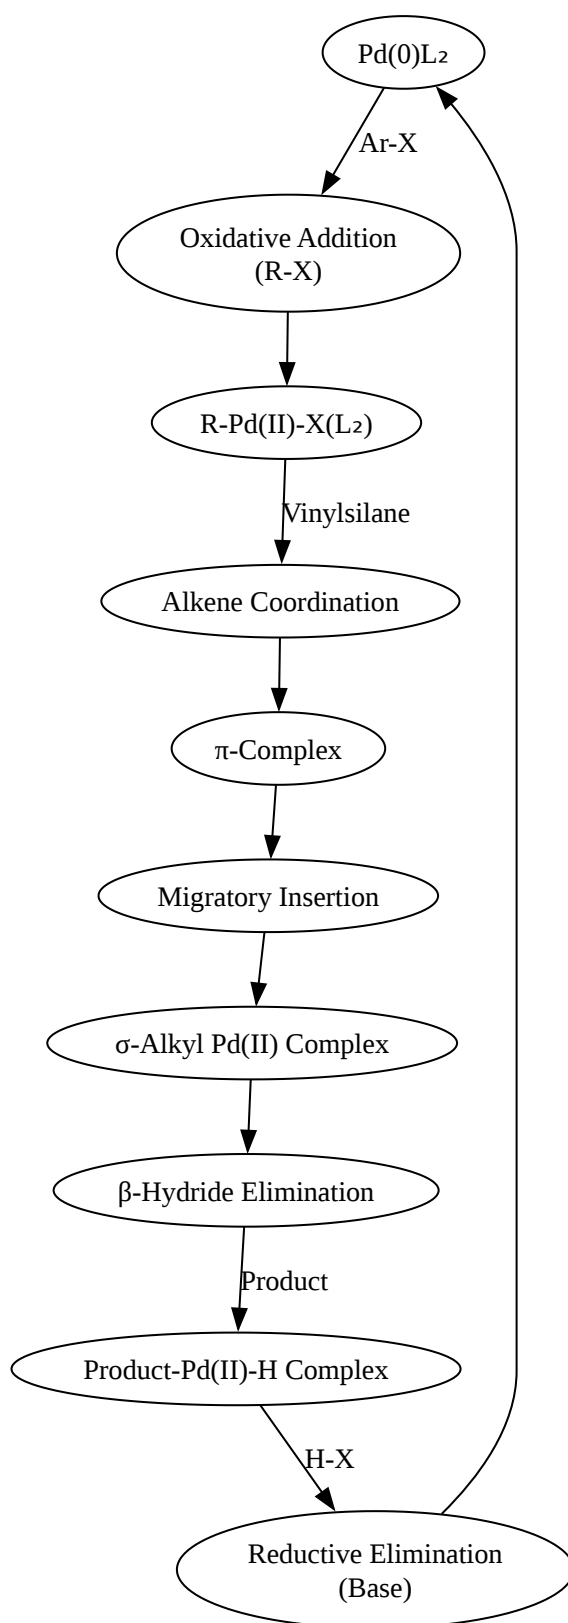 Pd(0)L₂
Ar-X
Oxidative Addition
(R-X)
R-Pd(II)-X(L₂)
Vinylsilane
Alkene Coordination
π-Complex
Migratory Insertion
σ-Alkyl Pd(II) Complex
β-Hydride Elimination
Product
Product-Pd(II)-H Complex
H-X
Reductive Elimination
(Base)